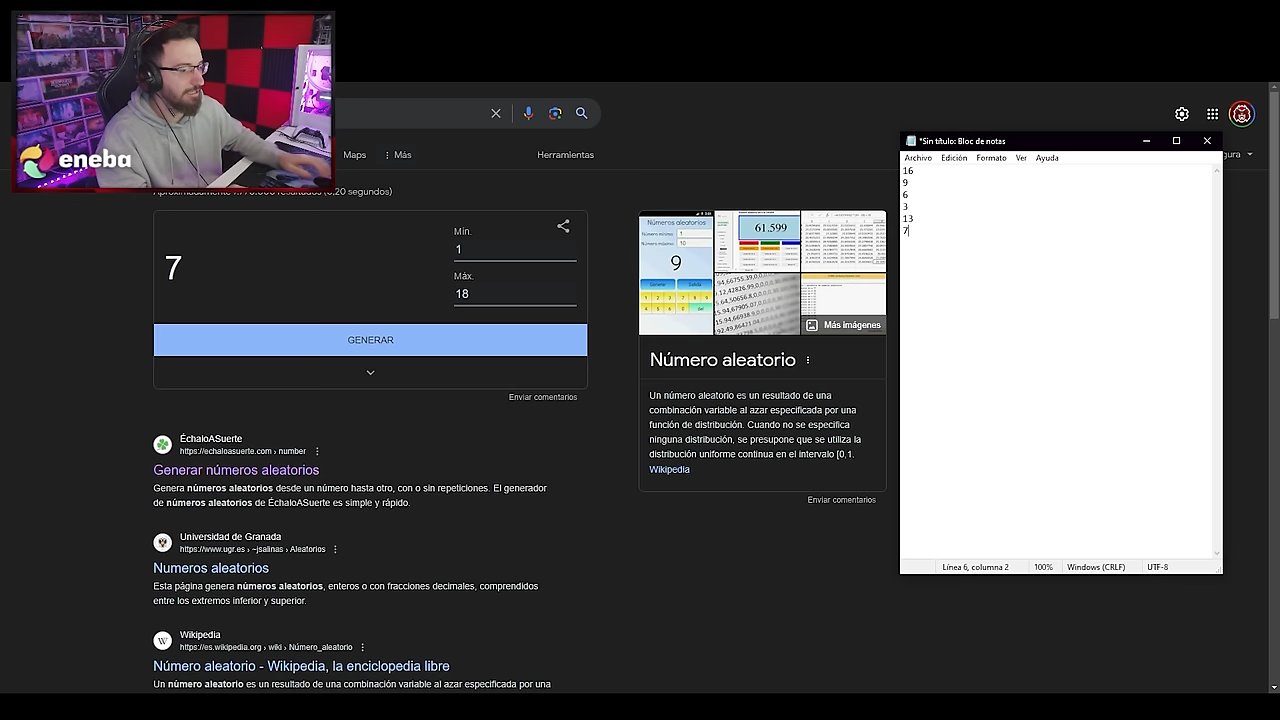 eneba
Maps
Más
Herramientas
Aproximadamente 7.770.000 resultados (0,20 segundos)
7
Mín.
1
Máx.
18
GENERAR
Enviar comentarios
ÉchaloASuerte
https://echaloasuerte.com › number
Generar números aleatorios
Genera números aleatorios desde un número hasta otro, con o sin repeticiones. El generador
de números aleatorios de ÉchaloASuerte es simple y rápido.
Universidad de Granada
https://www.ugr.es › ~jsalinas › Aleatorios
Numeros aleatorios
Esta página genera números aleatorios, enteros o con fracciones decimales, comprendidos
entre los extremos inferior y superior.
Wikipedia
https://es.wikipedia.org › wiki › Número_aleatorio
Número aleatorio - Wikipedia, la enciclopedia libre
Un número aleatorio es un resultado de una combinación variable al azar especificada por una
Números aleatorios
9
61.599
Más imágenes
Número aleatorio
Un número aleatorio es un resultado de una
combinación variable al azar especificada por una
función de distribución. Cuando no se especifica
ninguna distribución, se presupone que se utiliza la
distribución uniforme continua en el intervalo [0,1.
Wikipedia
Enviar comentarios
*Sin título: Bloc de notas
Archivo Edición Formato Ver Ayuda
16
9
6
3
13
7
Línea 6, columna 2 100% Windows (CRLF) UTF-8